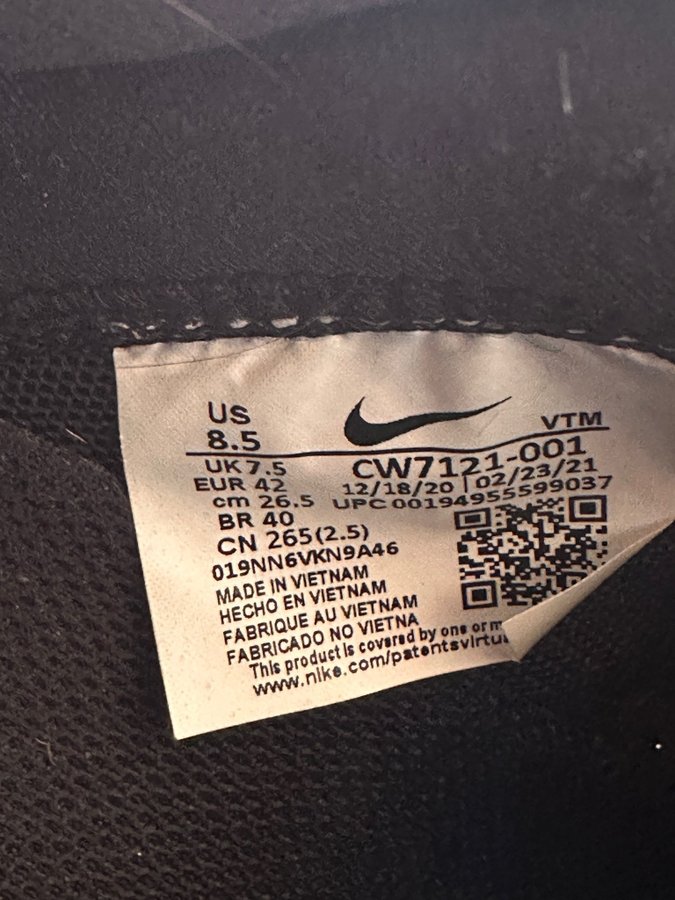 US
8.5
VTM
UK 7.5
CW7121-001
EUR 42
12/18/20 | 02/23/21
cm 26.5
UPC 00194955599037
BR 40
CN 265(2.5)
019NN6VKN9A46
MADE IN VIETNAM
HECHO EN VIETNAM
FABRIQUE AU VIETNAM
FABRICADO NO VIETNA
This product is covered by one or m
www.nike.com/patentsvirtu